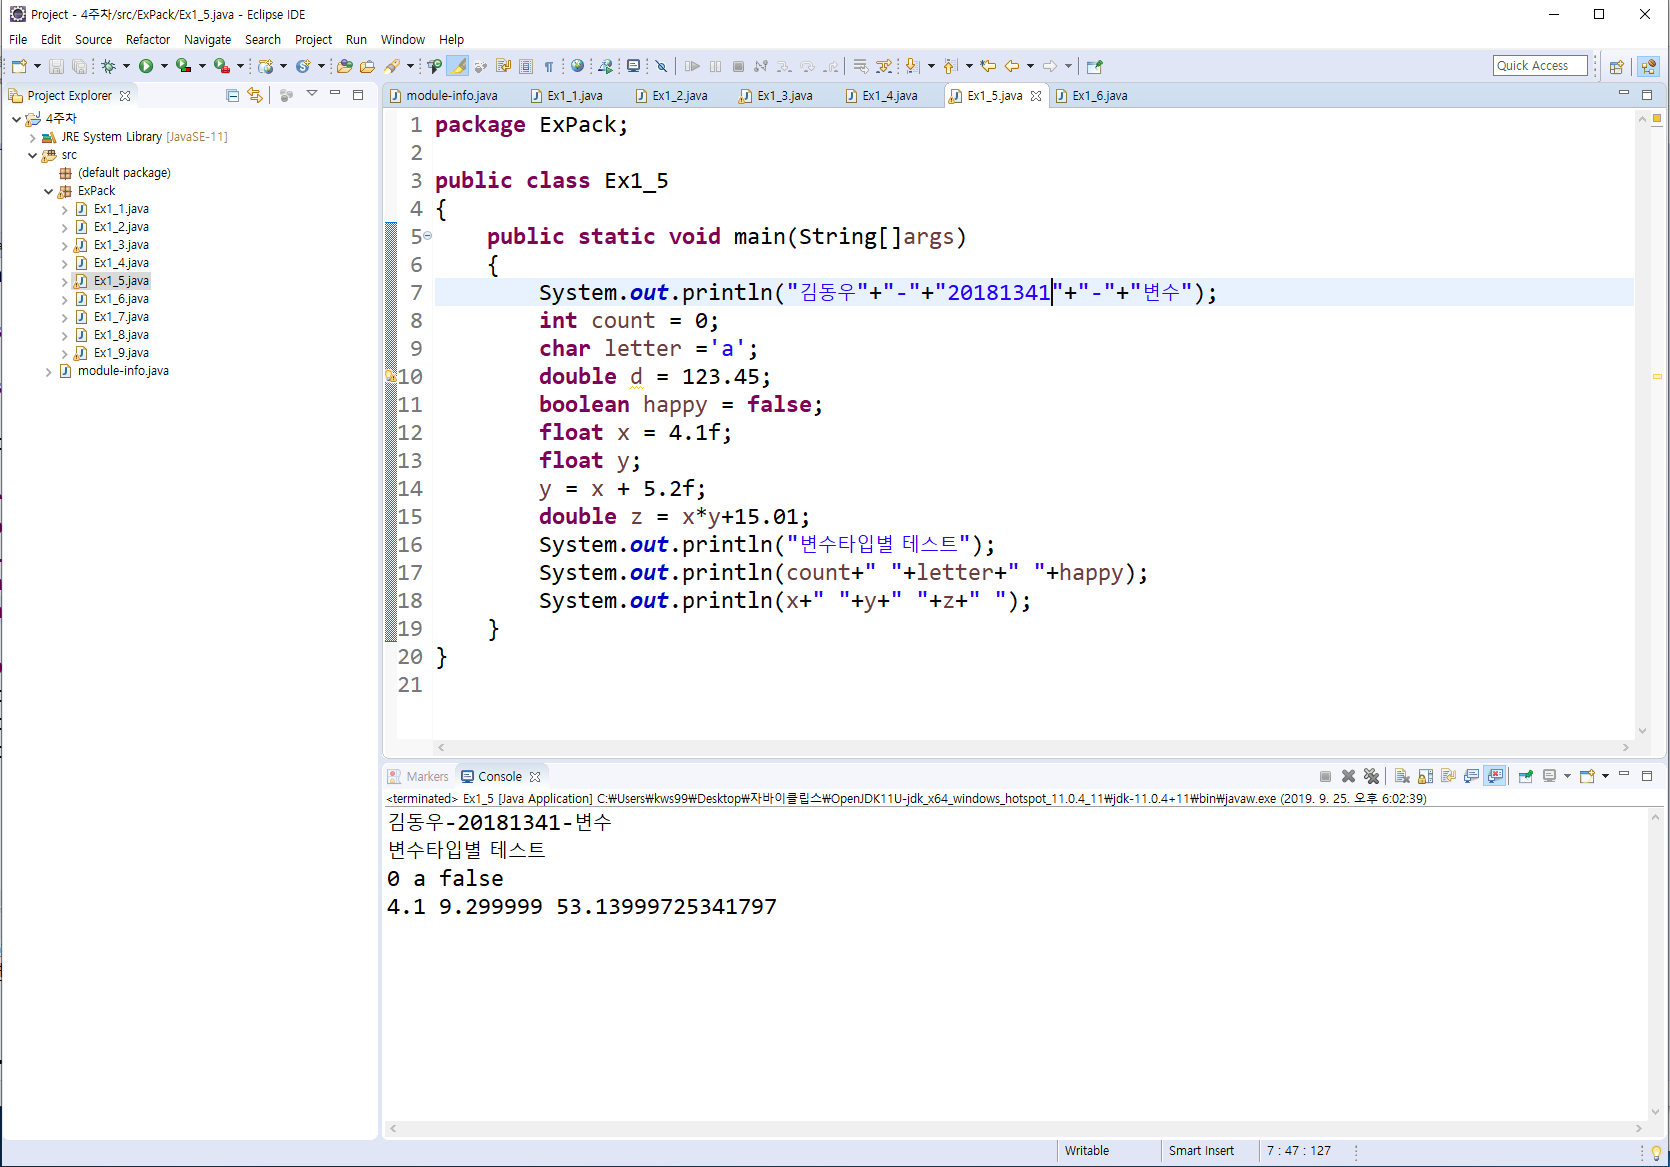 Project - 4주차/src/ExPack/Ex1_5.java - Eclipse IDE
File Edit Source Refactor Navigate Search Project Run Window Help
Quick Access
Project Explorer
4주차
JRE System Library [JavaSE-11]
src
(default package)
ExPack
Ex1_1.java
Ex1_2.java
Ex1_3.java
Ex1_4.java
Ex1_5.java
Ex1_6.java
Ex1_7.java
Ex1_8.java
Ex1_9.java
module-info.java
module-info.java Ex1_1.java Ex1_2.java Ex1_3.java Ex1_4.java Ex1_5.java Ex1_6.java
1 package ExPack;
2
3 public class Ex1_5
4 {
5 public static void main(String[]args)
6 {
7 System.out.println("김동우"+"-"+"20181341"+"-"+"변수");
8 int count = 0;
9 char letter ='a';
10 double d = 123.45;
11 boolean happy = false;
12 float x = 4.1f;
13 float y;
14 y = x + 5.2f;
15 double z = x*y+15.01;
16 System.out.println("변수타입별 테스트");
17 System.out.println(count+" "+letter+" "+happy);
18 System.out.println(x+" "+y+" "+z+" ");
19 }
20 }
21
Markers Console
<terminated> Ex1_5 [Java Application] C:₩Users₩kws99₩Desktop₩자바이클립스₩OpenJDK11U-jdk_x64_windows_hotspot_11.0.4_11₩jdk-11.0.4+11₩bin₩javaw.exe (2019. 9. 25. 오후 6:02:39)
김동우-20181341-변수
변수타입별 테스트
0 a false
4.1 9.299999 53.13999725341797
Writable Smart Insert 7 : 47 : 127